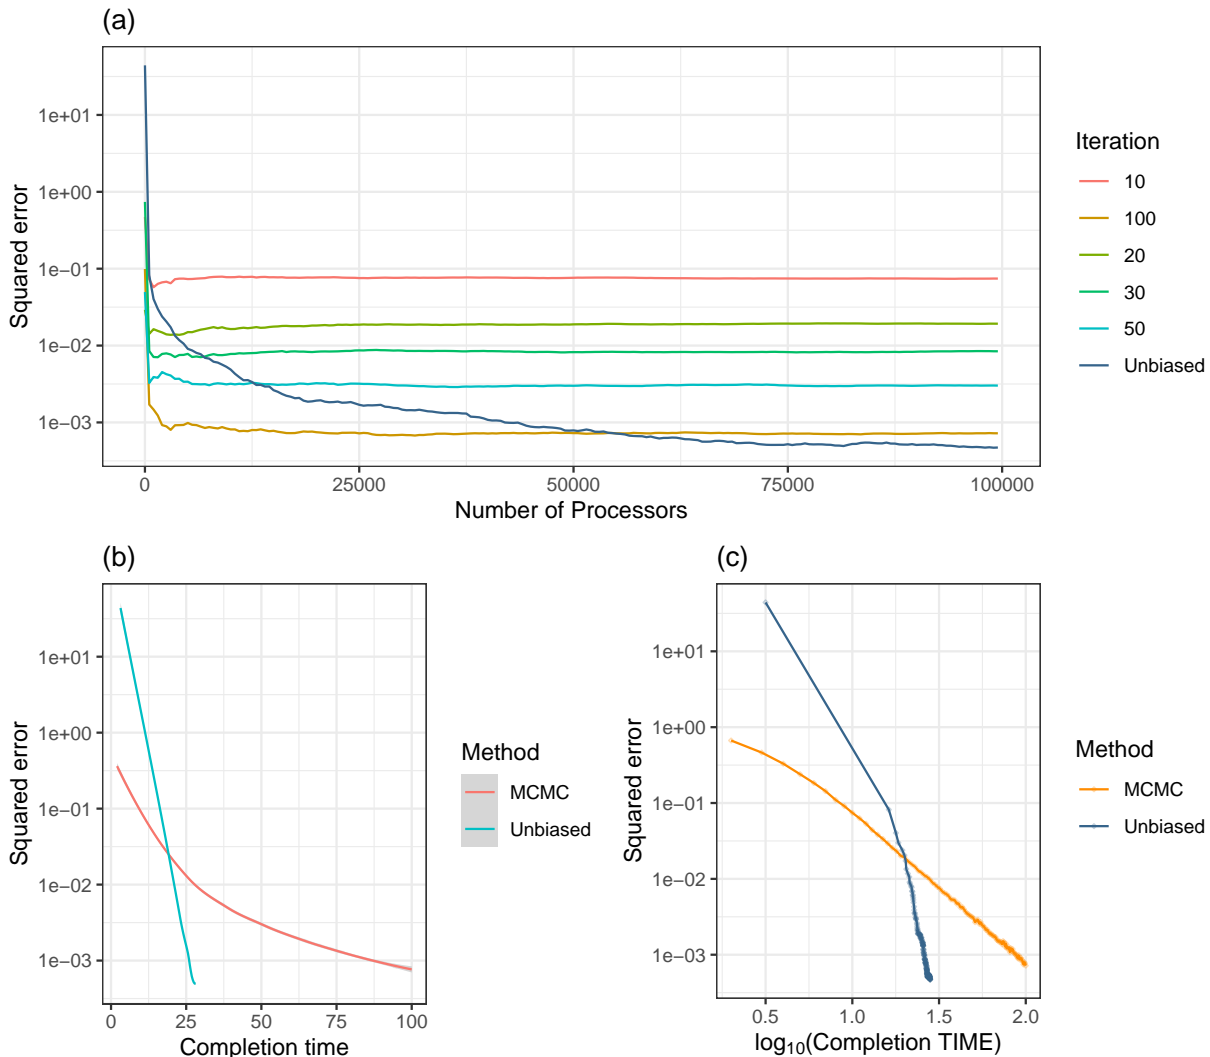 (a)
Squared error
1e+01
1e+00
1e-01
1e-02
1e-03
0
25000
50000
75000
100000
Number of Processors
Iteration
10
100
20
30
50
Unbiased
(b)
Squared error
1e+01
1e+00
1e-01
1e-02
1e-03
0
25
50
75
100
Completion time
Method
MCMC
Unbiased
(c)
Squared error
1e+01
1e+00
1e-01
1e-02
1e-03
0.5
1.0
1.5
2.0
log₁₀(Completion TIME)
Method
MCMC
Unbiased